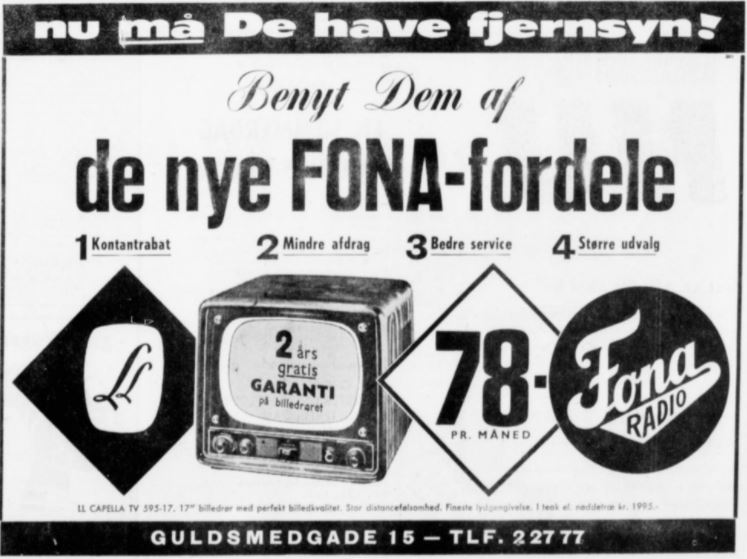 nu må De have fjernsyn!
Benyt Dem af
de nye FONA-fordele
1 Kontantrabat 2 Mindre afdrag 3 Bedre service 4 Større udvalg
LL
2 års
gratis
GARANTI
på billedrøret
78.-
PR. MÅNED
Fona
RADIO
LL CAPELLA TV 595-17. 17" billedrør med perfekt billedkvalitet. Stor distancefølsomhed. Fineste lydgengivelse. I teak el. nøddetræ kr. 1995.-
GULDSMEDGADE 15 — TLF. 2 27 77